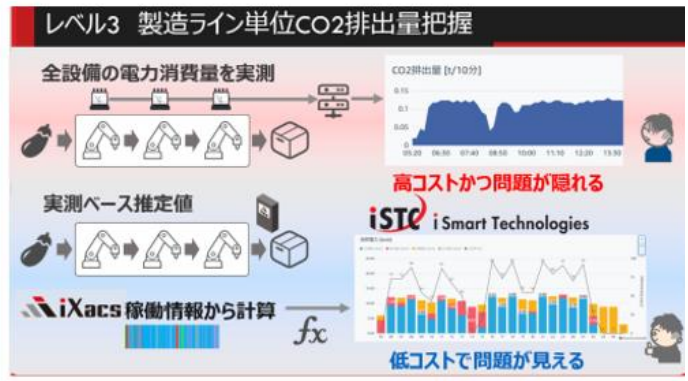 レベル3 製造ライン単位CO2排出量把握
全設備の電力消費量を実測
CO2排出量 [t/10分]
0.15
0.1
0.05
0
05:20 06:30 07:40 08:50 10:00 11:10 12:20 13:30
高コストかつ問題が隠れる
実測ベース推定値
iSTC i Smart Technologies
iXacs 稼働情報から計算
fx
低コストで問題が見える